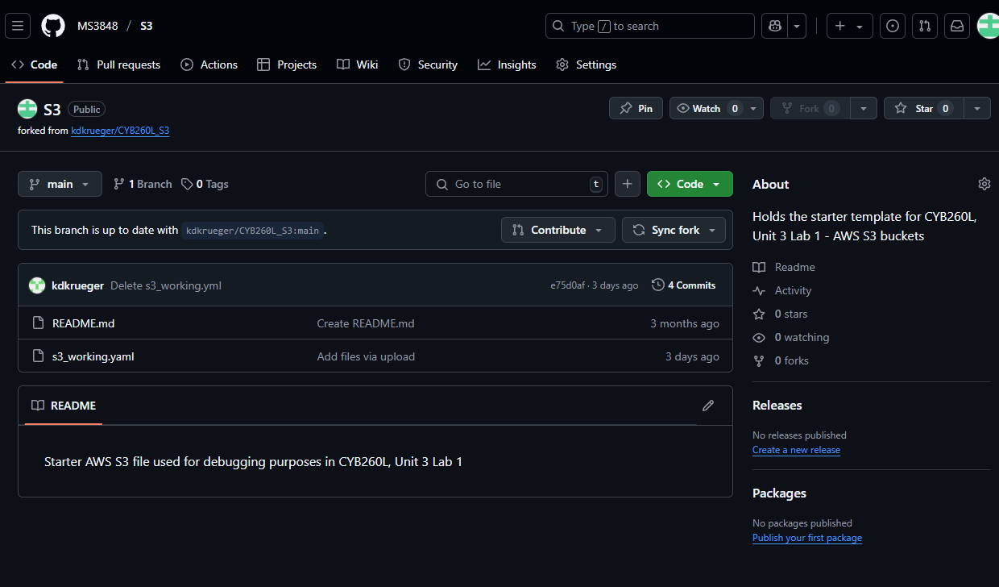 MS3848 / S3
Type / to search
Code Pull requests Actions Projects Wiki Security Insights Settings
S3 Public
Pin Watch 0 Fork 0 Star 0
forked from kdkrueger/CYB260L_S3
main 1 Branch 0 Tags
Go to file t
Code
This branch is up to date with kdkrueger/CYB260L_S3:main .
Contribute Sync fork
kdkrueger Delete s3_working.yml e75d0af · 3 days ago 4 Commits
README.md Create README.md 3 months ago
s3_working.yaml Add files via upload 3 days ago
README
Starter AWS S3 file used for debugging purposes in CYB260L, Unit 3 Lab 1
About
Holds the starter template for CYB260L,
Unit 3 Lab 1 - AWS S3 buckets
Readme
Activity
0 stars
0 watching
0 forks
Releases
No releases published
Create a new release
Packages
No packages published
Publish your first package